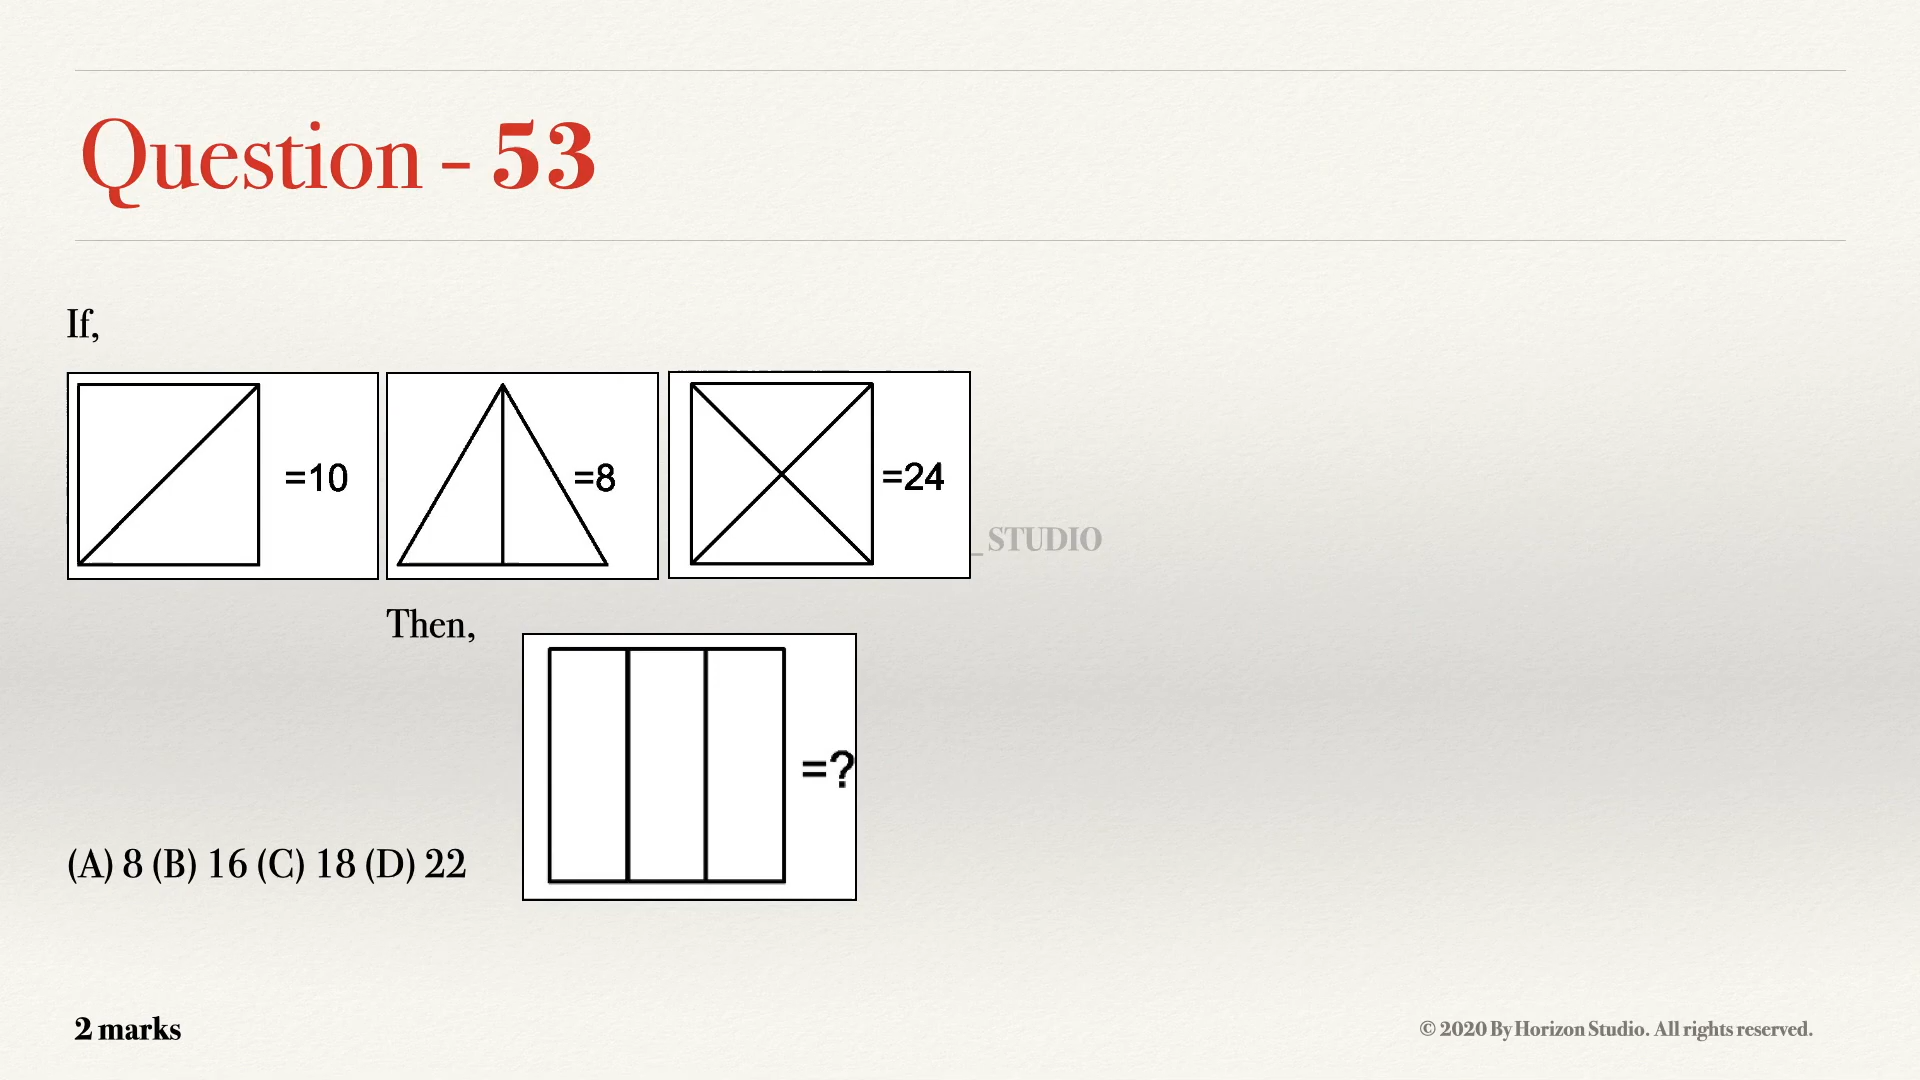 Question - 53
If,
=10
=8
=24
_STUDIO
Then,
=?
(A) 8 (B) 16 (C) 18 (D) 22
2 marks
© 2020 By Horizon Studio. All rights reserved.